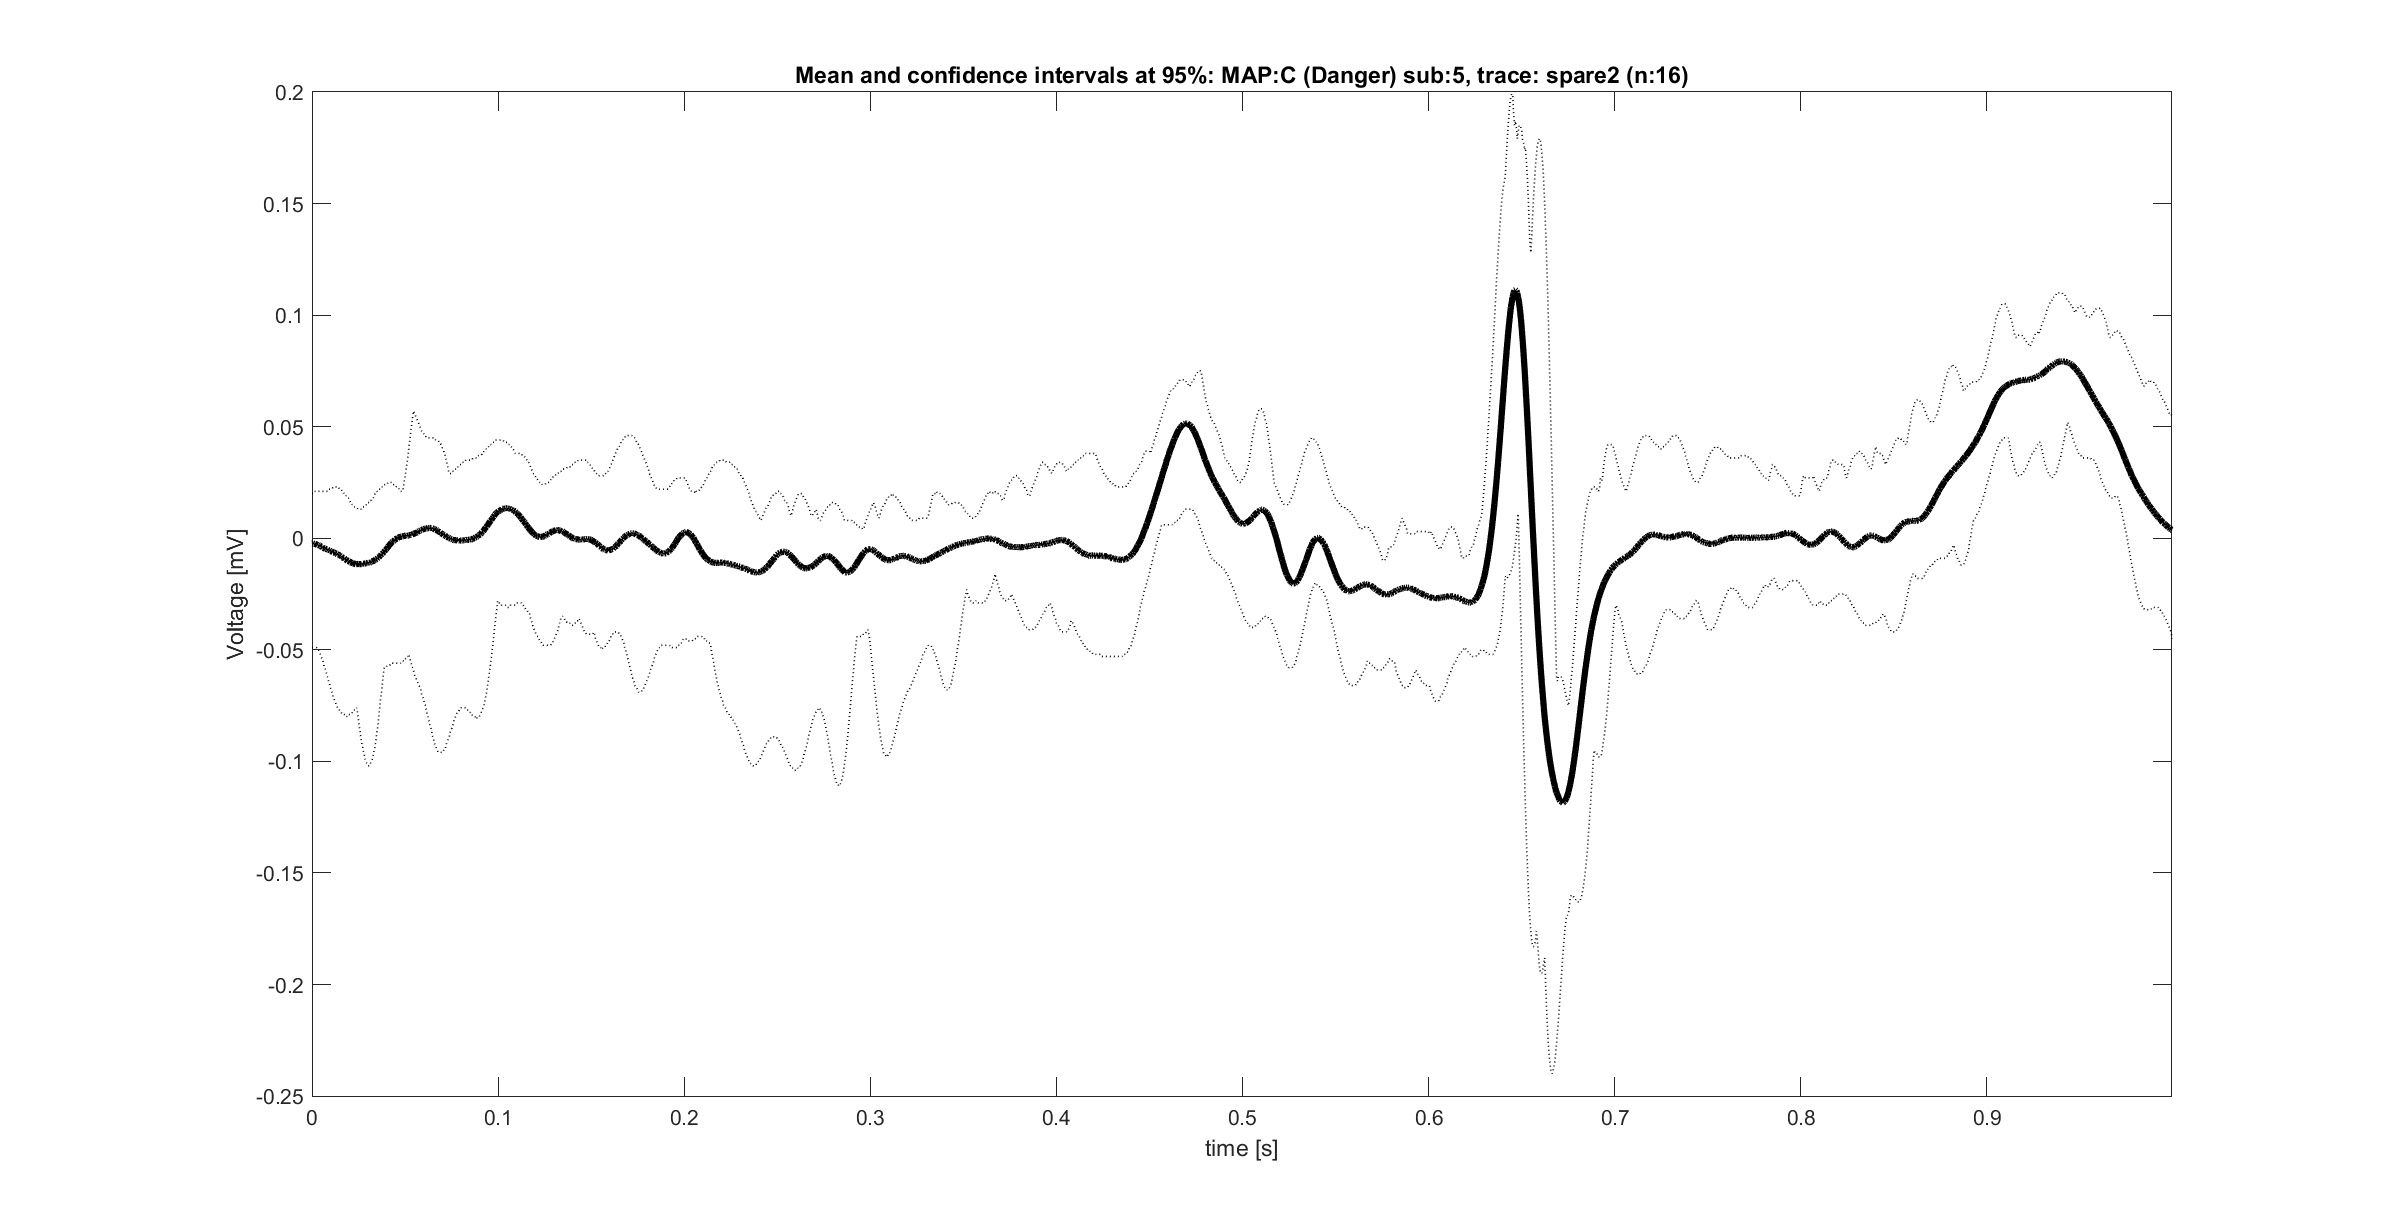 Mean and confidence intervals at 95%: MAP:C (Danger) sub:5, trace: spare2 (n:16)
0.2
0.15
0.1
0.05
0
-0.05
-0.1
-0.15
-0.2
-0.25
Voltage [mV]
0 0.1 0.2 0.3 0.4 0.5 0.6 0.7 0.8 0.9
time [s]